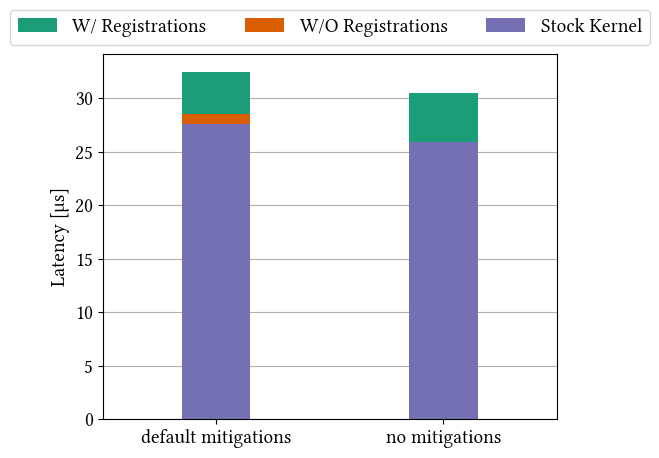 W/ Registrations W/O Registrations Stock Kernel
30
25
20
15
10
5
0
Latency [µs]
default mitigations no mitigations